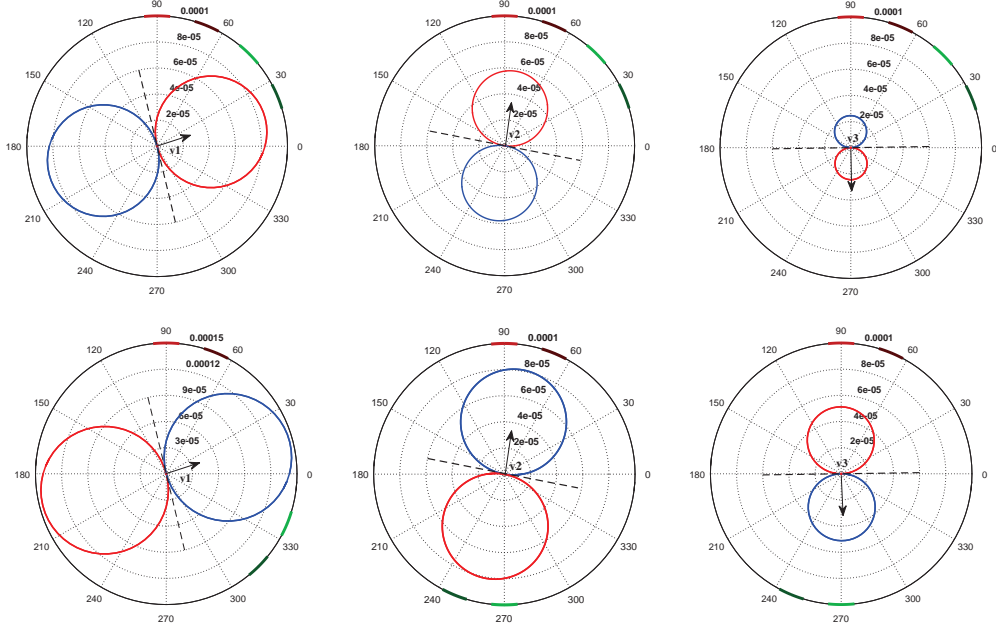 90 0.0001
120 60
8e-05
6e-05
150 30
4e-05
2e-05
180 v1 0
210 330
240 300
270
90 0.0001
120 60
8e-05
6e-05
150 30
4e-05
2e-05
180 v2 0
210 330
240 300
270
90 0.0001
120 60
8e-05
6e-05
150 30
4e-05
2e-05
180 v3 0
210 330
240 300
270
90 0.00015
120 60
0.00012
9e-05
150 30
6e-05
3e-05
180 v1 0
210 330
240 300
270
90 0.0001
120 60
8e-05
6e-05
150 30
4e-05
2e-05
180 v2 0
210 330
240 300
270
90 0.0001
120 60
8e-05
6e-05
150 30
4e-05
2e-05
180 v3 0
210 330
240 300
270